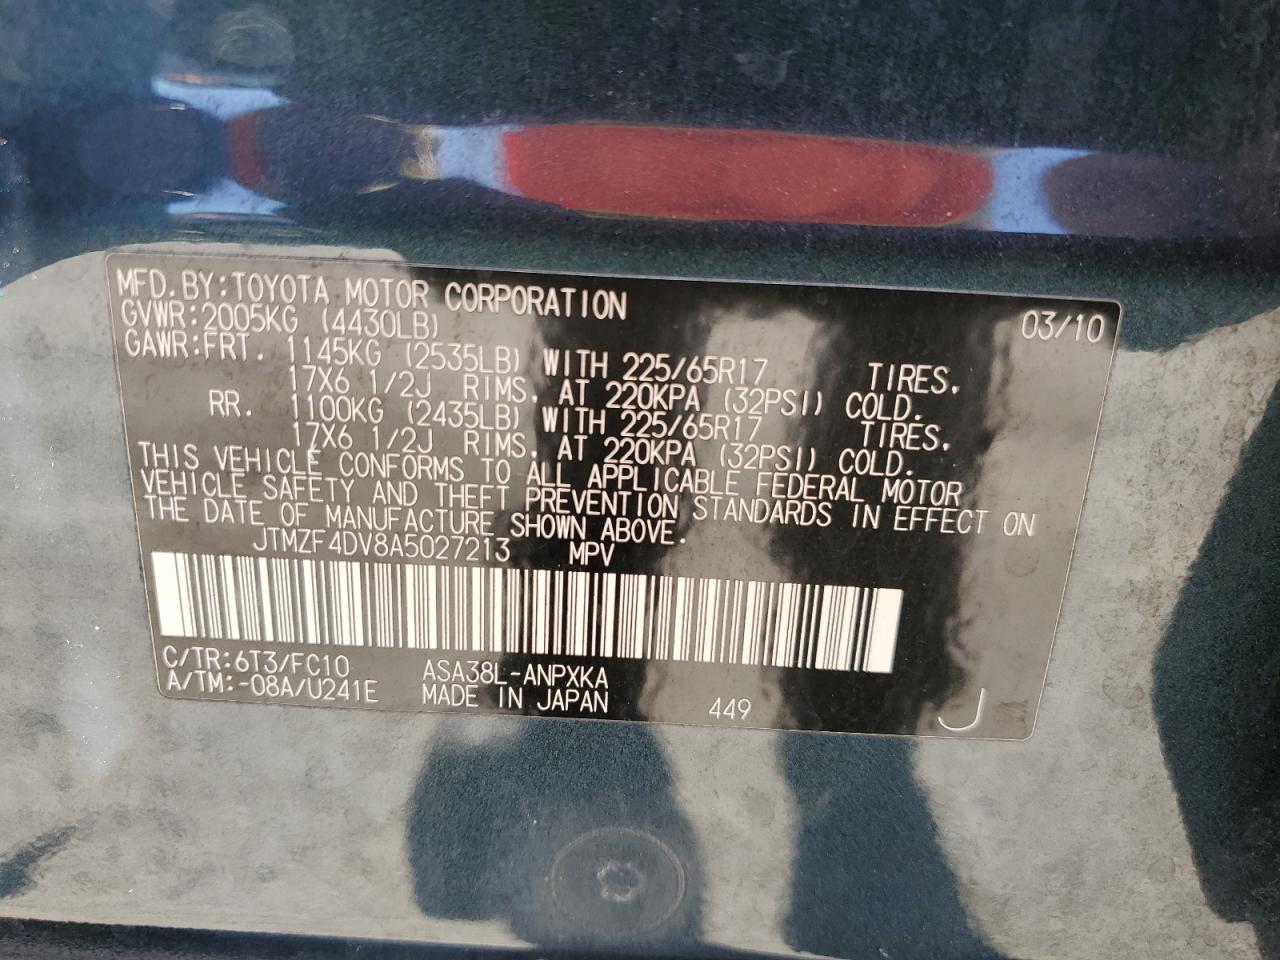 MFD.BY:TOYOTA MOTOR CORPORATION 03/10
GVWR:2005KG (4430LB)
GAWR:FRT. 1145KG (2535LB) WITH 225/65R17 TIRES,
17X6 1/2J RIMS, AT 220KPA (32PSI) COLD.
RR. 1100KG (2435LB) WITH 225/65R17 TIRES,
17X6 1/2J RIMS, AT 220KPA (32PSI) COLD.
THIS VEHICLE CONFORMS TO ALL APPLICABLE FEDERAL MOTOR
VEHICLE SAFETY AND THEFT PREVENTION STANDARDS IN EFFECT ON
THE DATE OF MANUFACTURE SHOWN ABOVE.
JTMZF4DV8A5027213 MPV
C/TR:6T3/FC10 ASA38L-ANPXKA
A/TM:-08A/U241E MADE IN JAPAN 449 J